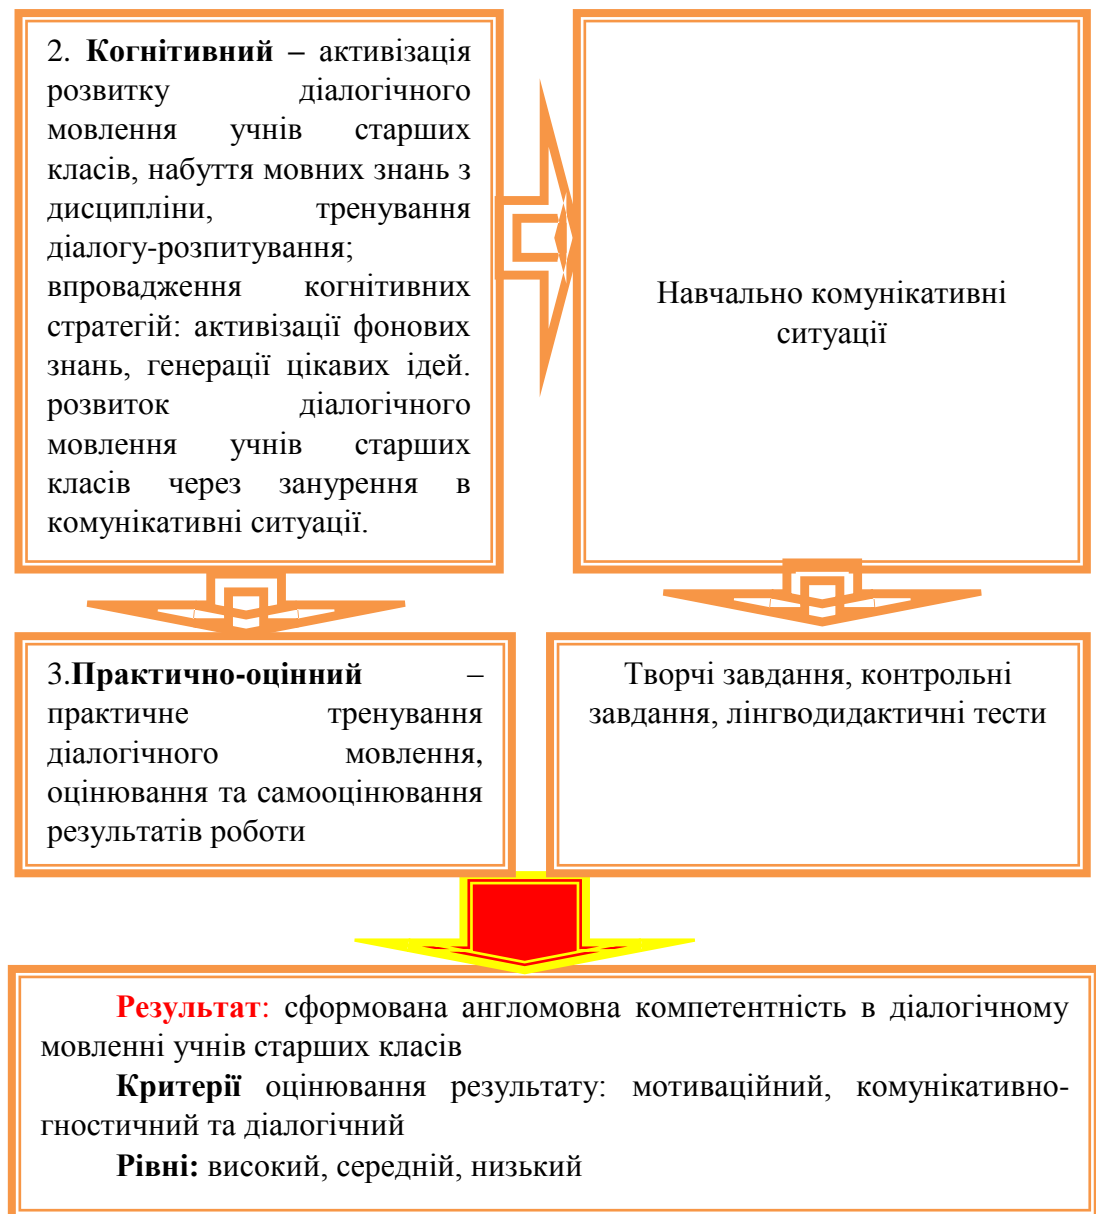 2. Когнітивний – активізація
розвитку діалогічного
мовлення учнів старших
класів, набуття мовних знань з
дисципліни, тренування
діалогу-розпитування;
впровадження когнітивних
стратегій: активізації фонових
знань, генерації цікавих ідей.
розвиток діалогічного
мовлення учнів старших
класів через занурення в
комунікативні ситуації.
Навчально комунікативні
ситуації
3.Практично-оцінний –
практичне тренування
діалогічного мовлення,
оцінювання та самооцінювання
результатів роботи
Творчі завдання, контрольні
завдання, лінгводидактичні тести
Результат: сформована англомовна компетентність в діалогічному
мовленні учнів старших класів
Критерії оцінювання результату: мотиваційний, комунікативно-
гностичний та діалогічний
Рівні: високий, середній, низький